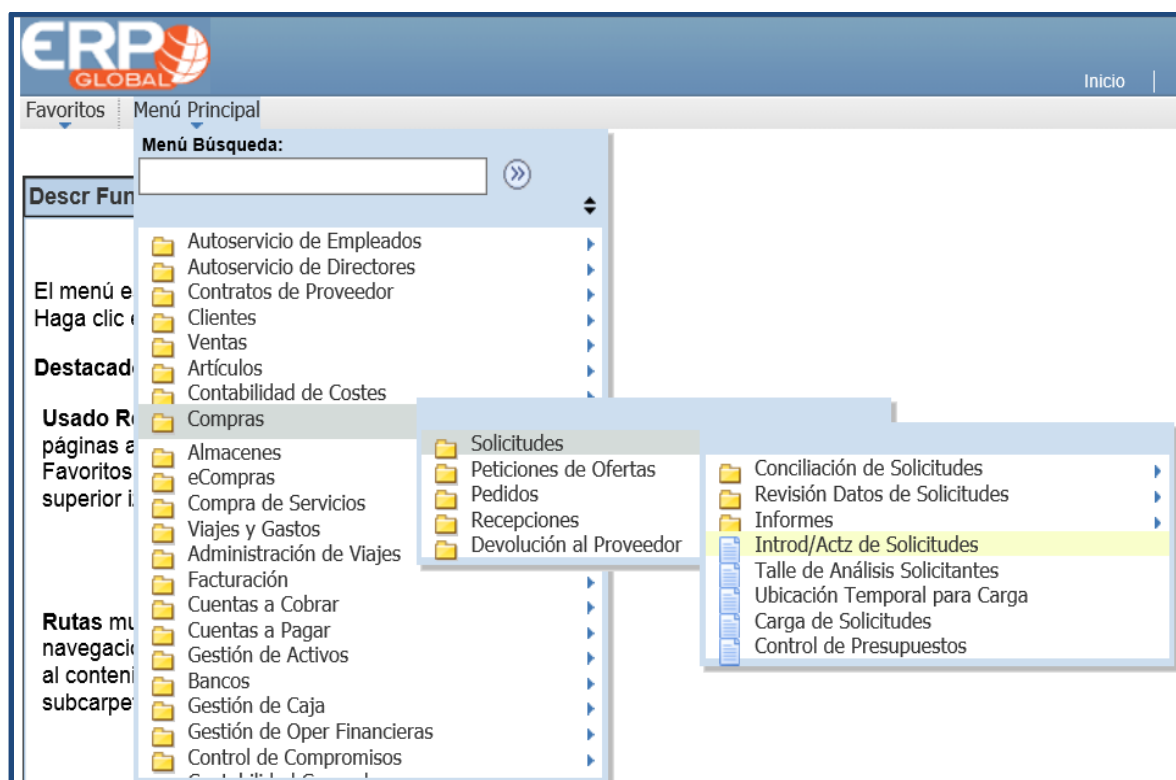 ERP
GLOBAL
Inicio
Favoritos
Menú Principal
Menú Búsqueda:
Descr Fun
El menú e
Haga clic
Destacad
Usado R
páginas a
Favoritos
superior
Rutas mu
navegaci
al conteni
subcarpe
Autoservicio de Empleados
Autoservicio de Directores
Contratos de Proveedor
Clientes
Ventas
Artículos
Contabilidad de Costes
Compras
Almacenes
eCompras
Compra de Servicios
Viajes y Gastos
Administración de Viajes
Facturación
Cuentas a Cobrar
Cuentas a Pagar
Gestión de Activos
Bancos
Gestión de Caja
Gestión de Oper Financieras
Control de Compromisos
Solicitudes
Peticiones de Ofertas
Pedidos
Recepciones
Devolución al Proveedor
Conciliación de Solicitudes
Revisión Datos de Solicitudes
Informes
Introd/Actz de Solicitudes
Talle de Análisis Solicitantes
Ubicación Temporal para Carga
Carga de Solicitudes
Control de Presupuestos